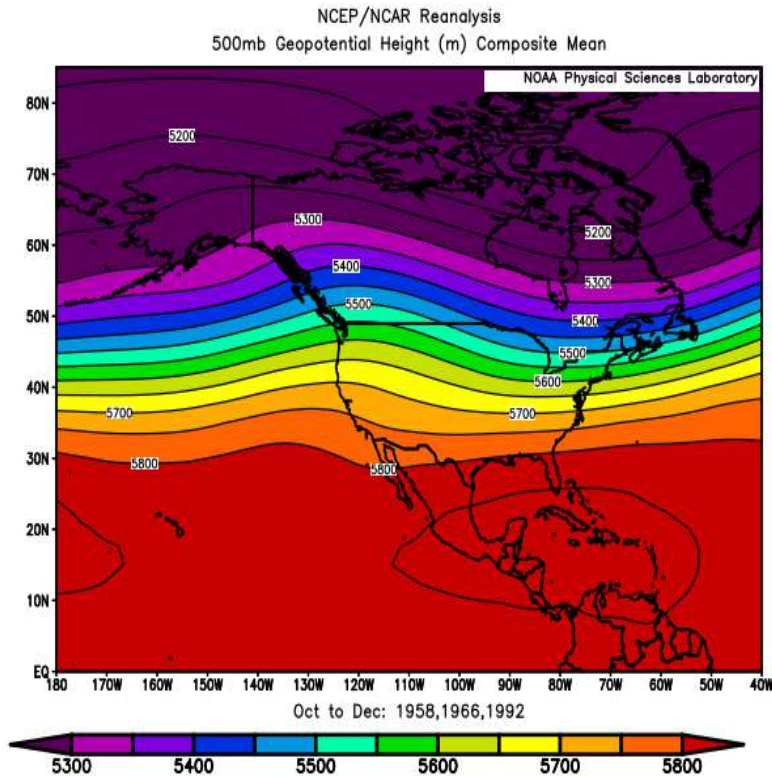 NCEP/NCAR Reanalysis
500mb Geopotential Height (m) Composite Mean
NOAA Physical Sciences Laboratory
80N
5200
70N
5300
5200
60N
5400
5300
5500
5400
50N
5500
5600
40N
5700
5700
5800
5800
30N
20N
10N
EQ
180 170W 160W 150W 140W 130W 120W 110W 100W 90W 80W 70W 60W 50W 40W
Oct to Dec: 1958,1966,1992
5300 5400 5500 5600 5700 5800